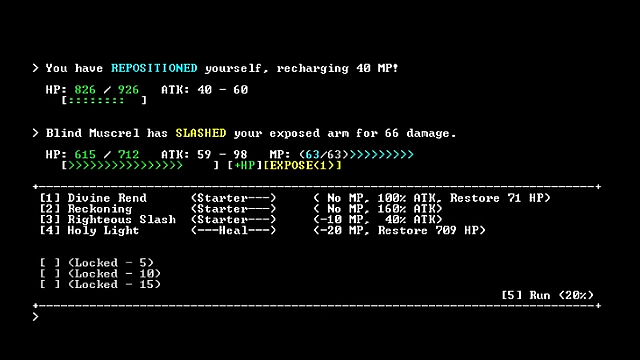 > You have REPOSITIONED yourself, recharging 40 MP!
HP: 826 / 926   ATK: 40 - 60
[::::::::  ]
> Blind Muscrel has SLASHED your exposed arm for 66 damage.
HP: 615 / 712   ATK: 59 - 98   MP: (63/63)>>>>>>>>>>
[>>>>>>>>>>>>>>>>    ] [+HP][EXPOSE(1)]
+------------------------------------------------------------------------------+
[1] Divine Rend     (Starter---)    ( No MP, 100% ATK, Restore 71 HP)
[2] Reckoning       (Starter---)    ( No MP, 160% ATK)
[3] Righteous Slash (Starter---)    (-10 MP,  40% ATK)
[4] Holy Light      (---Heal---)    (-20 MP, Restore 709 HP)
[ ] (Locked - 5)
[ ] (Locked - 10)
[ ] (Locked - 15)
[5] Run (20%)
+------------------------------------------------------------------------------+
>